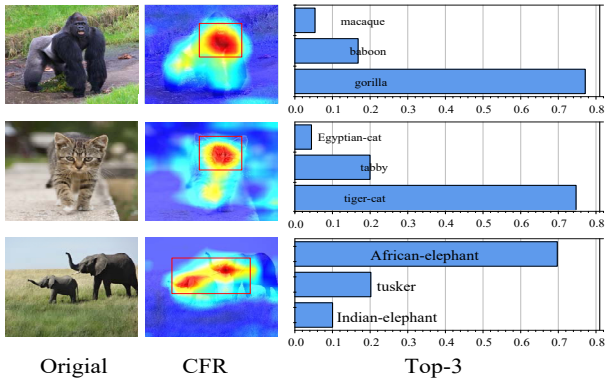 macaque
baboon
gorilla
0.0 0.1 0.2 0.3 0.4 0.5 0.6 0.7 0.8
Egyptian-cat
tabby
tiger-cat
0.0 0.1 0.2 0.3 0.4 0.5 0.6 0.7 0.8
African-elephant
tusker
Indian-elephant
0.0 0.1 0.2 0.3 0.4 0.5 0.6 0.7 0.8
Origial CFR Top-3